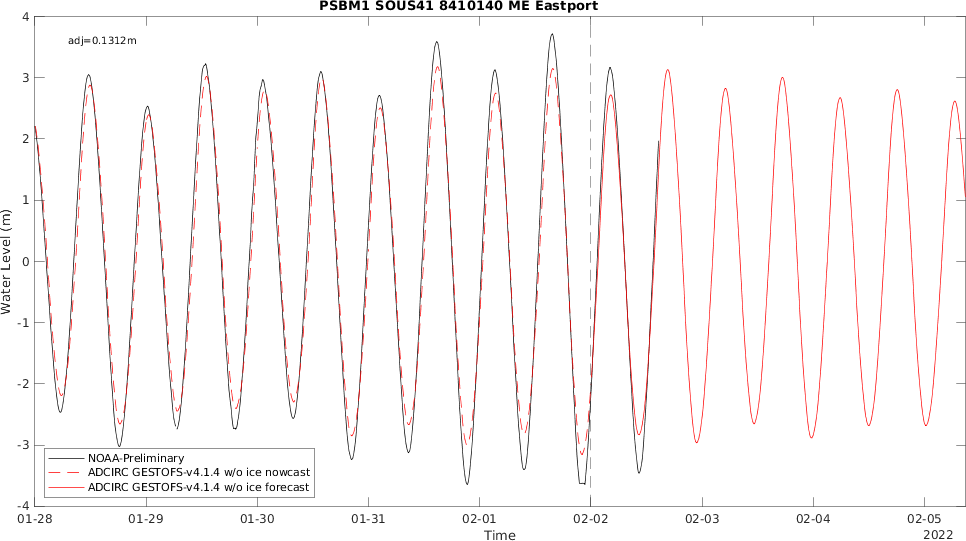 PSBM1 SOUS41 8410140 ME Eastport
adj=0.1312m
Water Level (m)
4
3
2
1
0
-1
-2
-3
-4
NOAA-Preliminary
ADCIRC GESTOFS-v4.1.4 w/o ice nowcast
ADCIRC GESTOFS-v4.1.4 w/o ice forecast
01-28 01-29 01-30 01-31 02-01 02-02 02-03 02-04 02-05
Time
2022